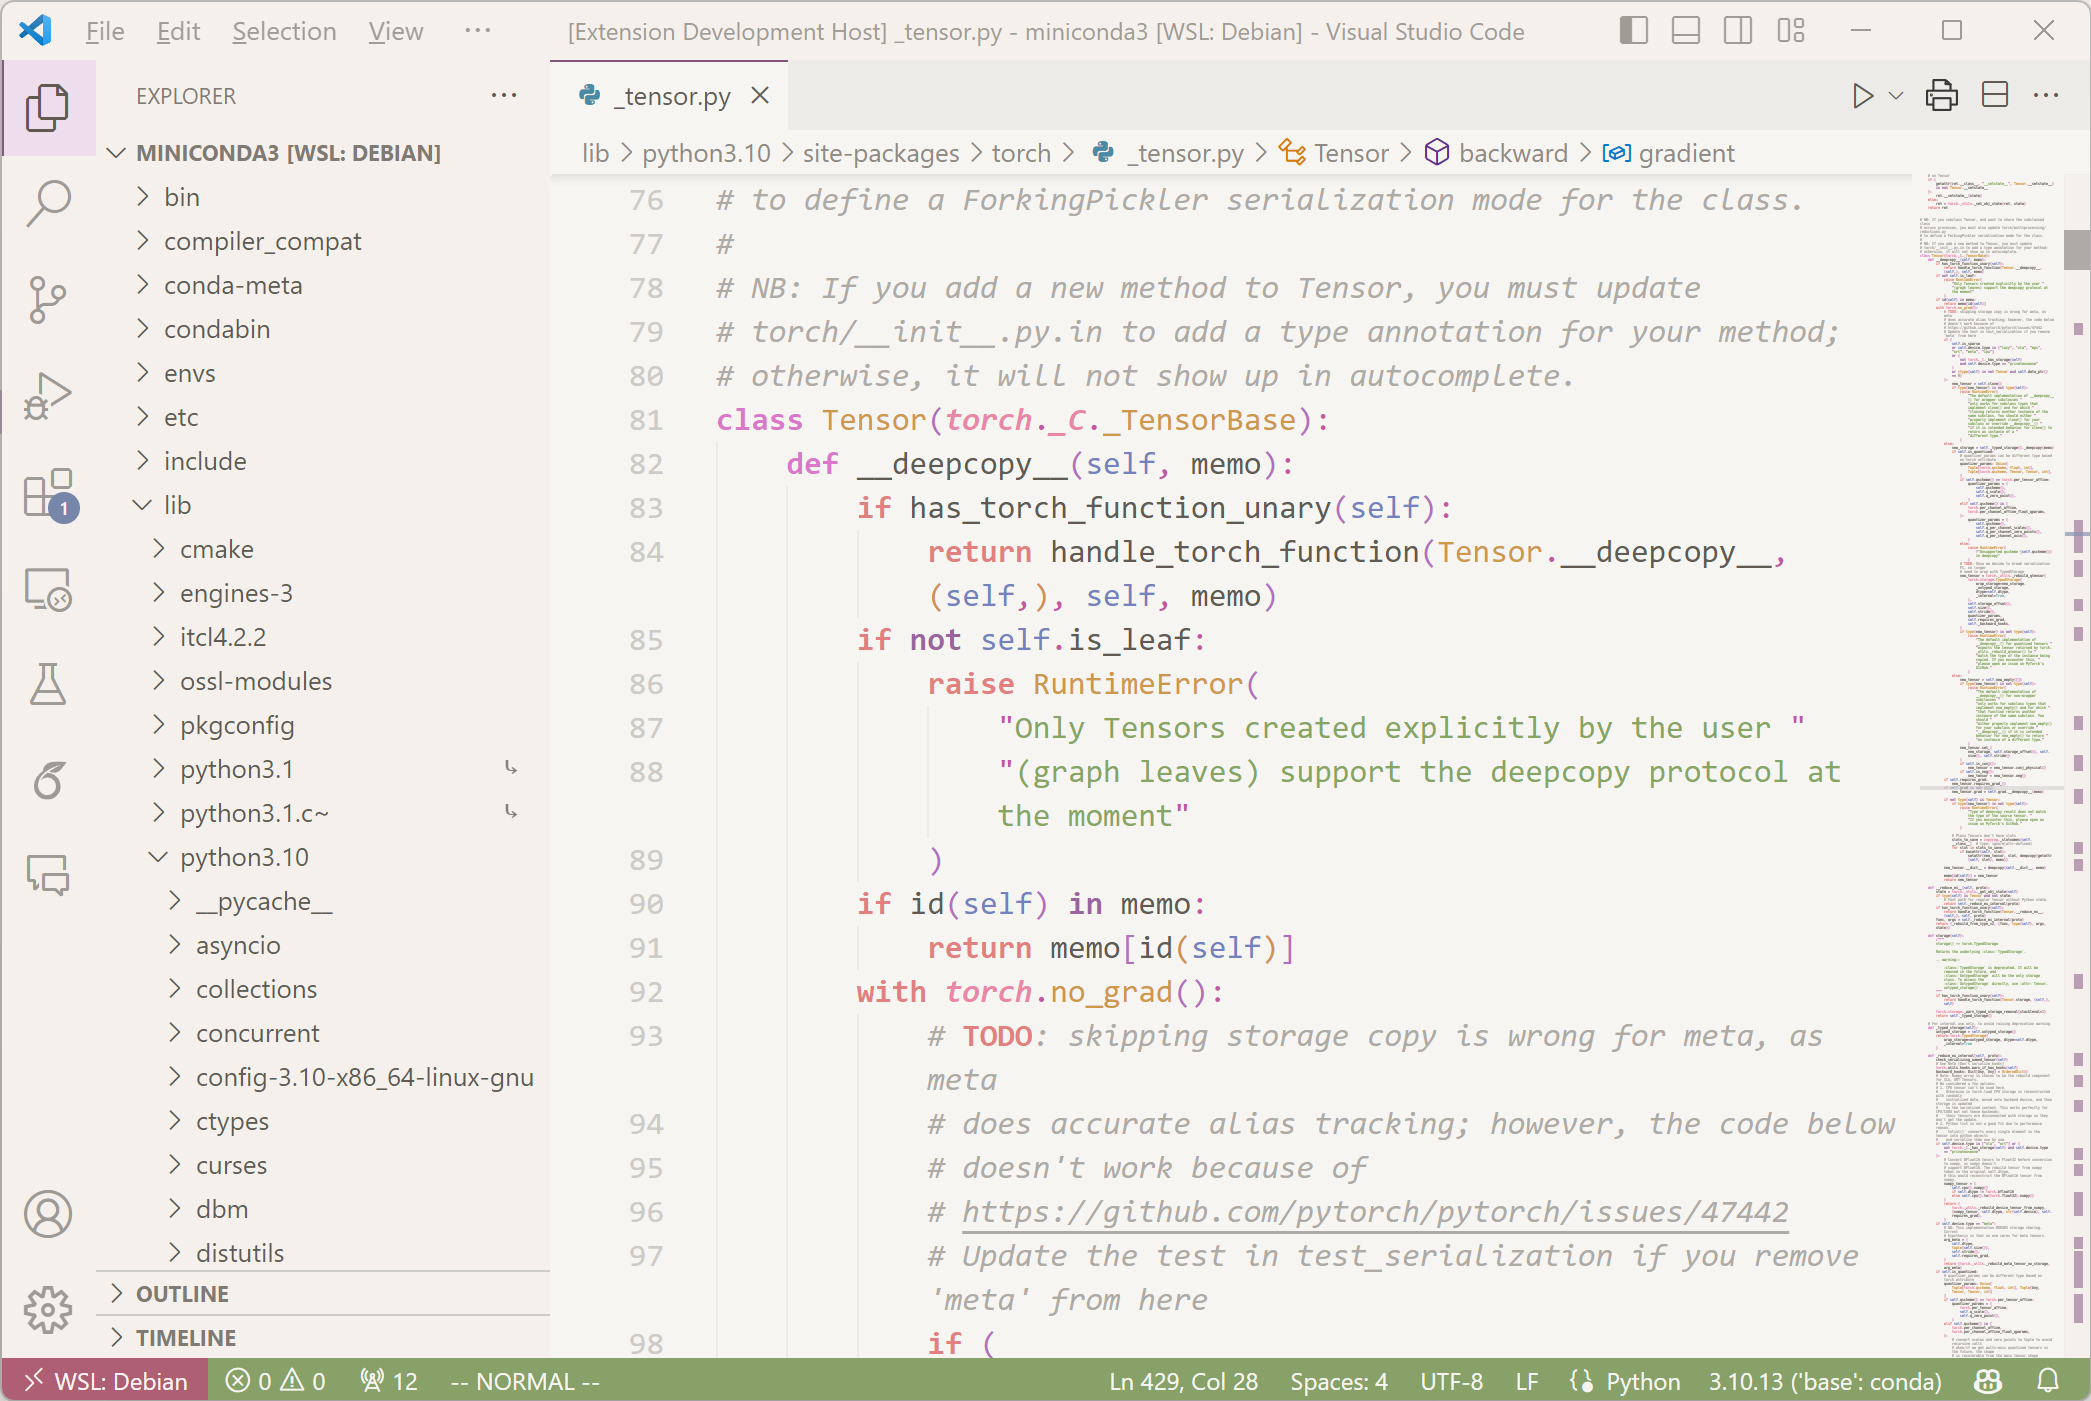 File Edit Selection View ··· [Extension Development Host] _tensor.py - miniconda3 [WSL: Debian] - Visual Studio Code
EXPLORER ···
MINICONDA3 [WSL: DEBIAN]
bin
compiler_compat
conda-meta
condabin
envs
etc
include
lib
cmake
engines-3
itcl4.2.2
ossl-modules
pkgconfig
python3.1
python3.1.c~
python3.10
__pycache__
asyncio
collections
concurrent
config-3.10-x86_64-linux-gnu
ctypes
curses
dbm
distutils
OUTLINE
TIMELINE
1
_tensor.py
lib > python3.10 > site-packages > torch > _tensor.py > Tensor > backward > gradient
76 # to define a ForkingPickler serialization mode for the class.
77 #
78 # NB: If you add a new method to Tensor, you must update
79 # torch/__init__.py.in to add a type annotation for your method;
80 # otherwise, it will not show up in autocomplete.
81 class Tensor(torch._C._TensorBase):
82 def __deepcopy__(self, memo):
83 if has_torch_function_unary(self):
84 return handle_torch_function(Tensor.__deepcopy__,
(self,), self, memo)
85 if not self.is_leaf:
86 raise RuntimeError(
87 "Only Tensors created explicitly by the user "
88 "(graph leaves) support the deepcopy protocol at
the moment"
89 )
90 if id(self) in memo:
91 return memo[id(self)]
92 with torch.no_grad():
93 # TODO: skipping storage copy is wrong for meta, as
meta
94 # does accurate alias tracking; however, the code below
95 # doesn't work because of
96 # https://github.com/pytorch/pytorch/issues/47442
97 # Update the test in test_serialization if you remove
'meta' from here
98 if (
WSL: Debian 0 0 12 -- NORMAL -- Ln 429, Col 28 Spaces: 4 UTF-8 LF Python 3.10.13 ('base': conda)